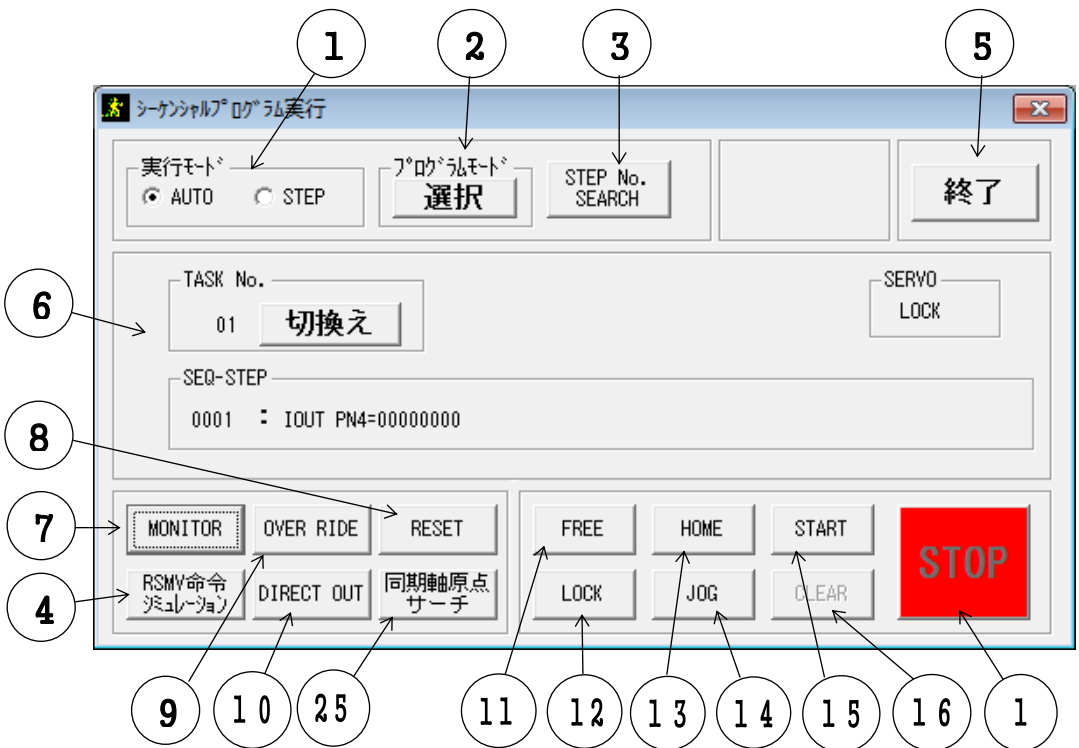 1
2
3
5
シーケンシャルプログラム実行
実行モード
AUTO
STEP
プログラムモード
選択
STEP No.
SEARCH
終了
6
TASK No.
01
切換え
SERVO
LOCK
SEQ-STEP
0001 : IOUT PN4=00000000
8
7
MONITOR
OVER RIDE
RESET
FREE
HOME
START
STOP
4
RSMV命令
シミュレーション
DIRECT OUT
同期軸原点
サーチ
LOCK
JOG
CLEAR
9
10
25
11
12
13
14
15
16
1